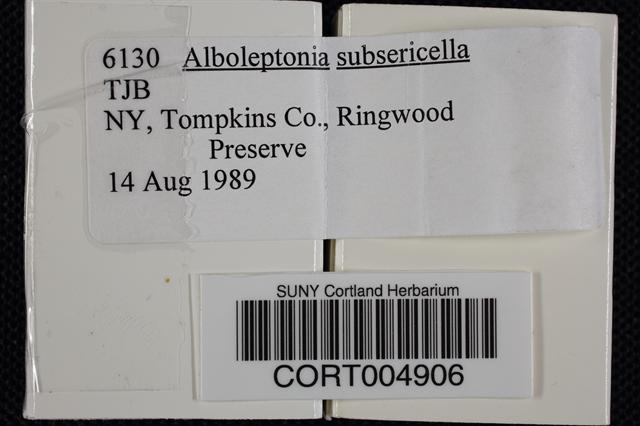 6130 Alboleptonia subsericella
TJB
NY, Tompkins Co., Ringwood
Preserve
14 Aug 1989
SUNY Cortland Herbarium
CORT004906